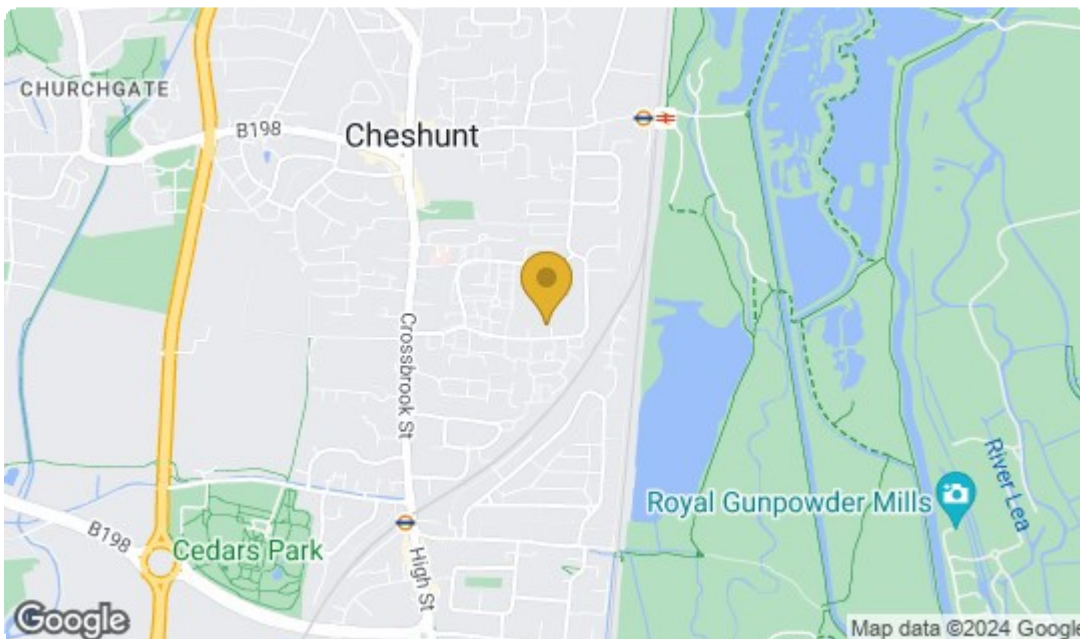 CHURCHGATE
B198
Cheshunt
Crossbrook St
Royal Gunpowder Mills
River Lea
B198
Cedars Park
High St
Google
Map data ©2024 Google